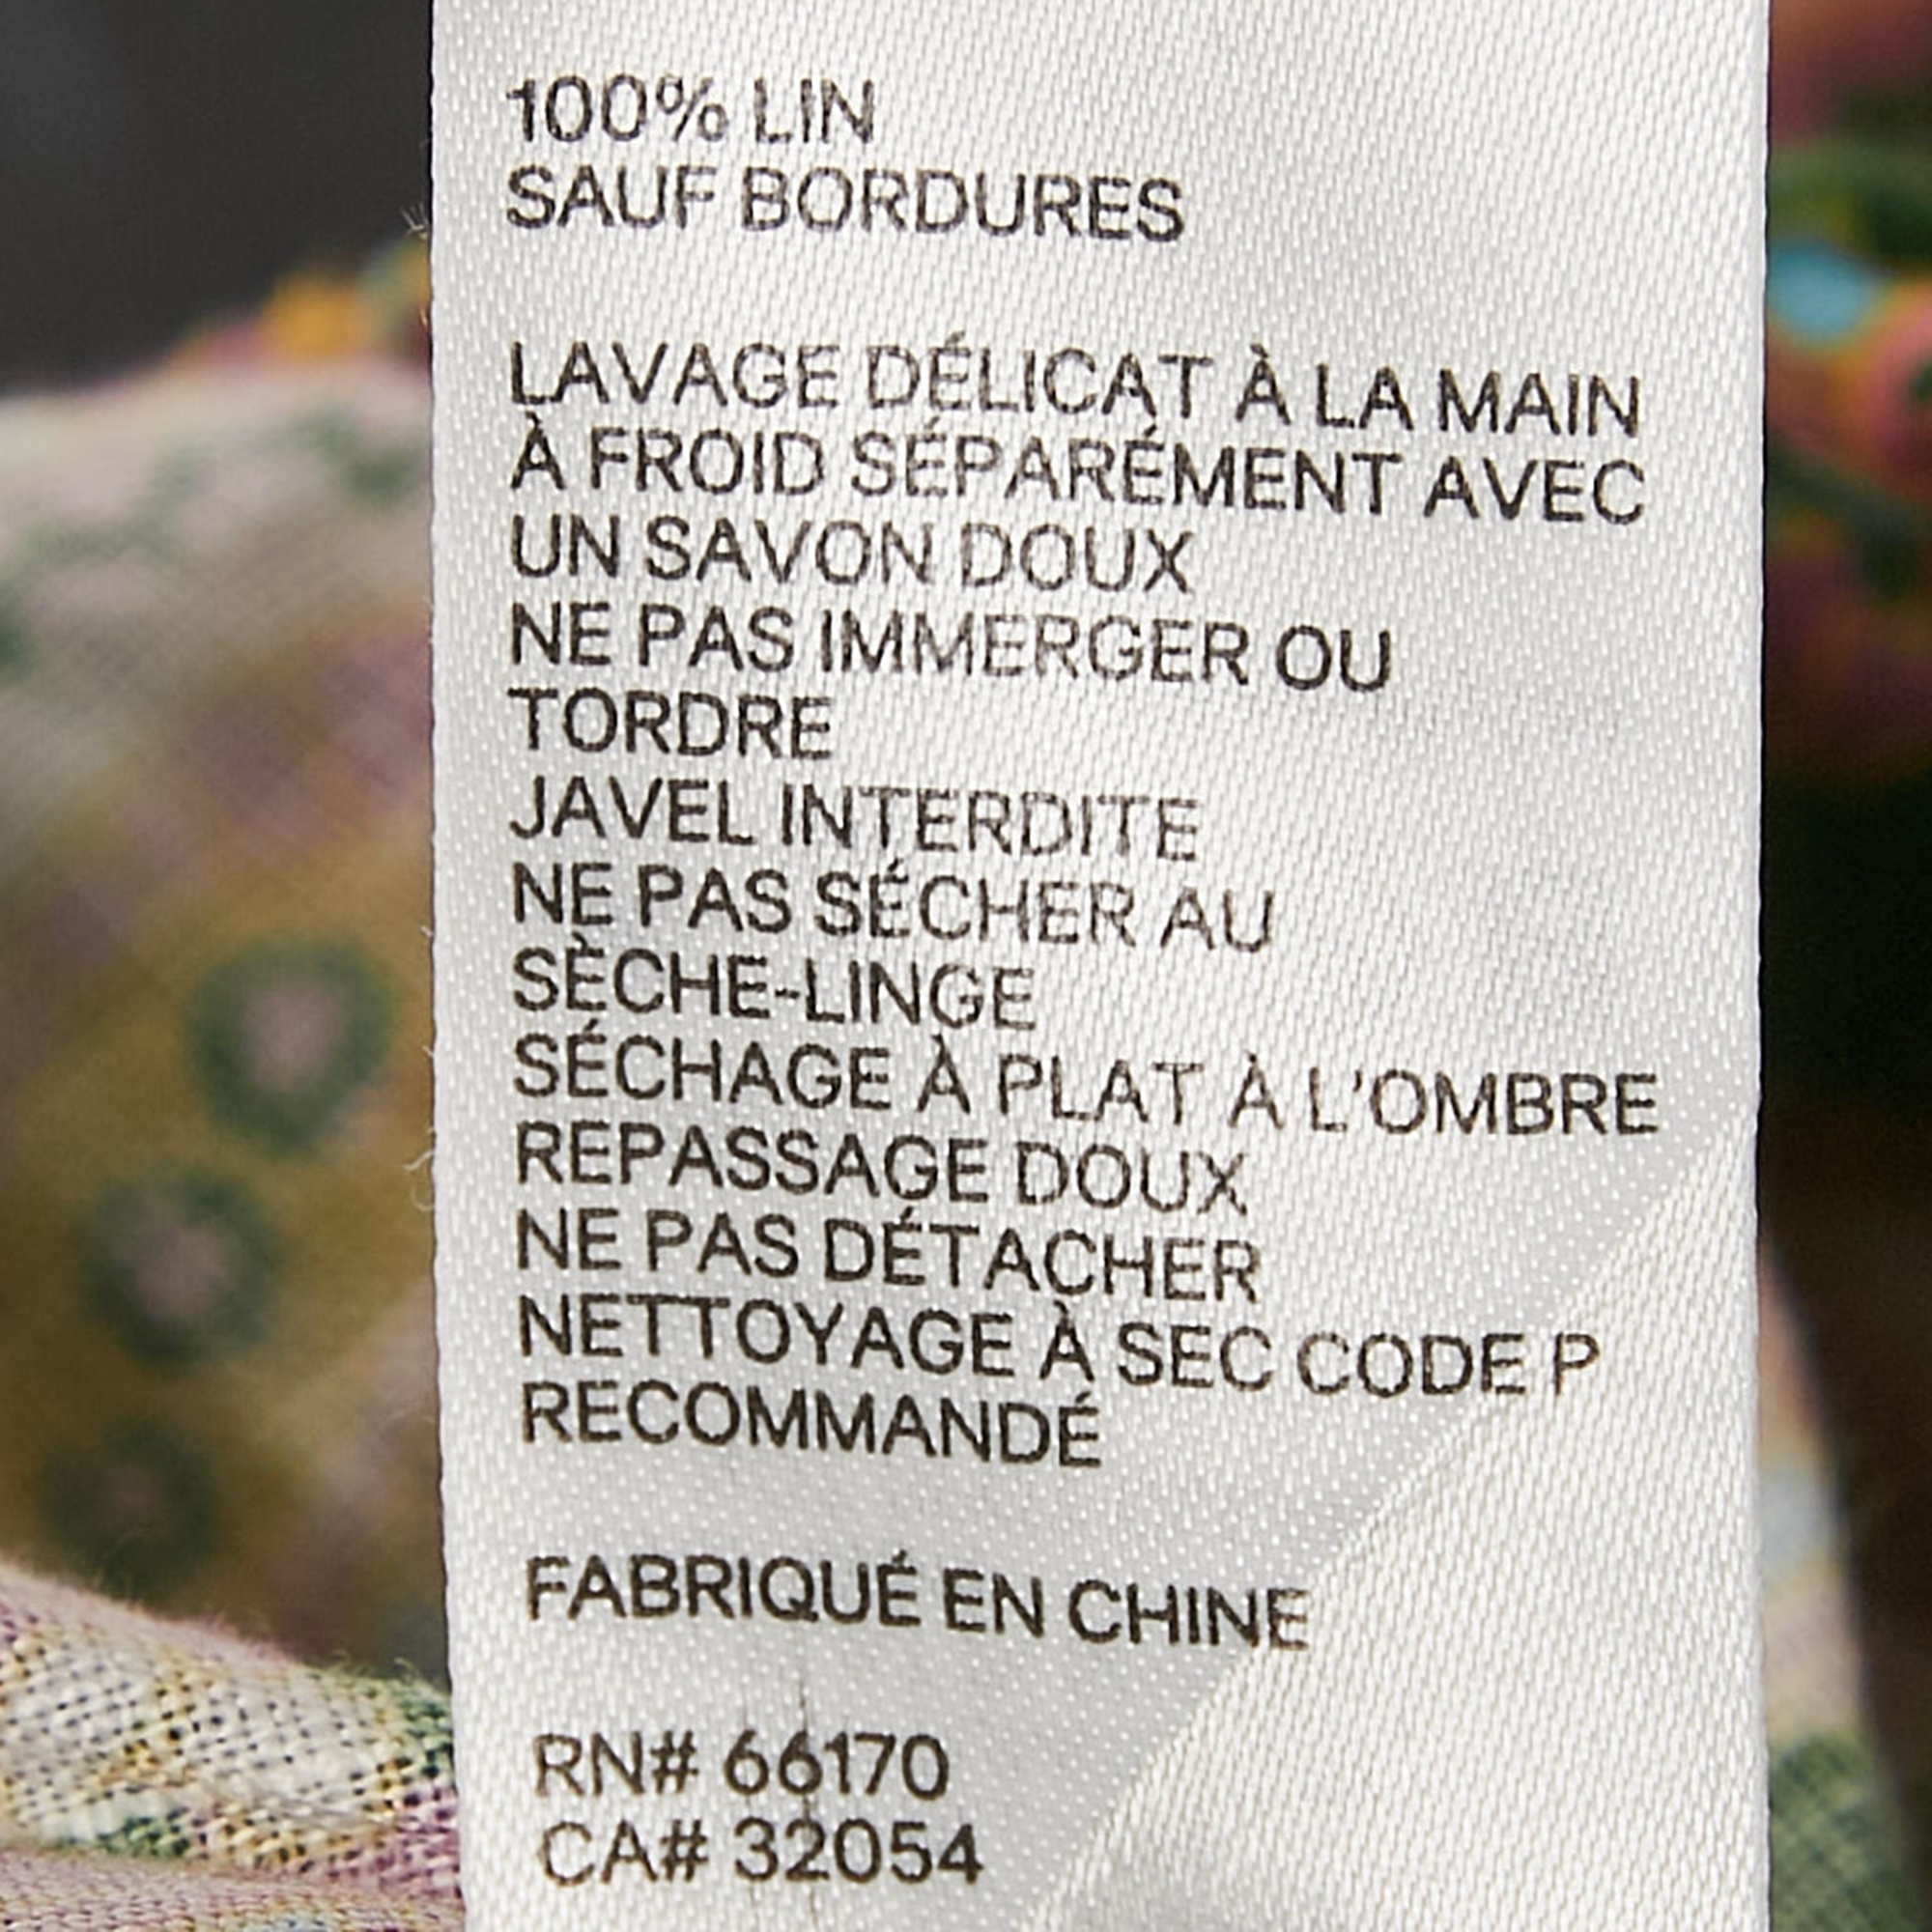 100% LIN
SAUF BORDURES
LAVAGE DÉLICAT À LA MAIN
À FROID SÉPARÉMENT AVEC
UN SAVON DOUX
NE PAS IMMERGER OU
TORDRE
JAVEL INTERDITE
NE PAS SÉCHER AU
SÈCHE-LINGE
SÉCHAGE À PLAT À L'OMBRE
REPASSAGE DOUX
NE PAS DÉTACHER
NETTOYAGE À SEC CODE P
RECOMMANDÉ
FABRIQUÉ EN CHINE
RN# 66170
CA# 32054